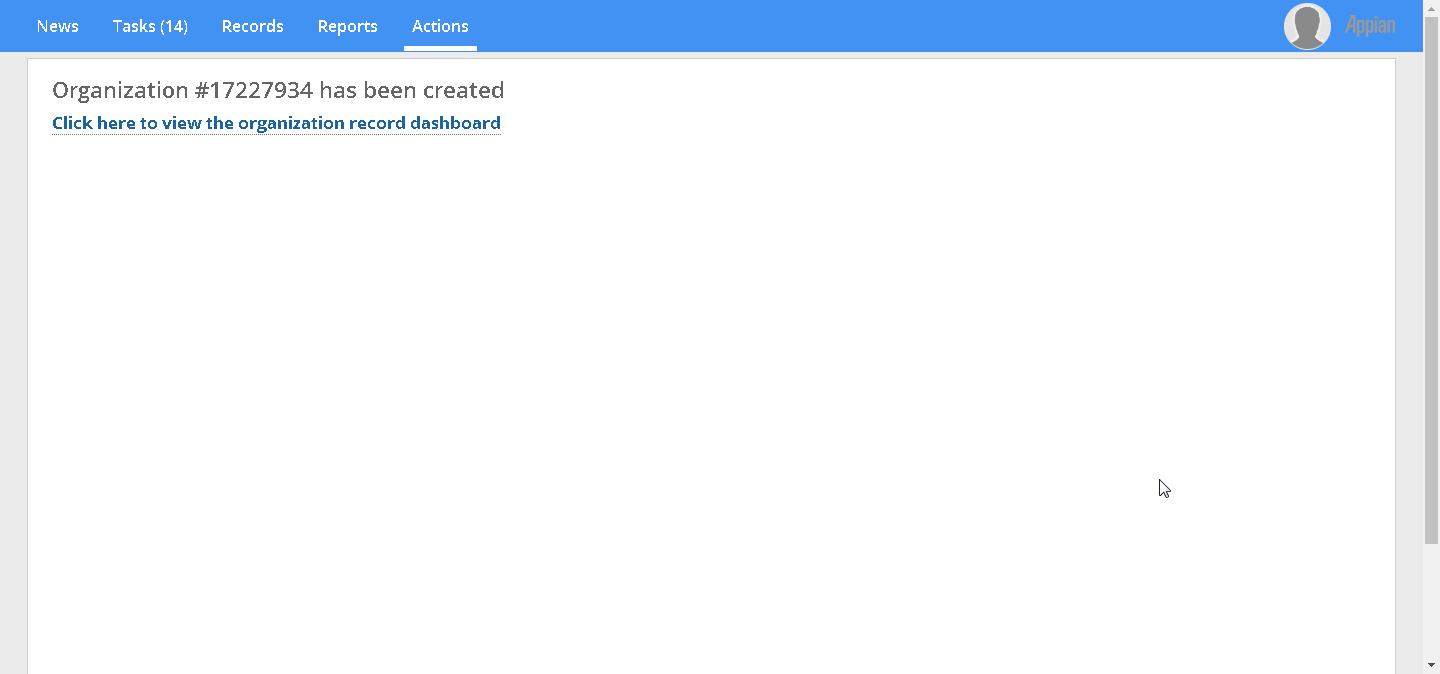 News
Tasks (14)
Records
Reports
Actions
Appian
Organization #17227934 has been created
Click here to view the organization record dashboard